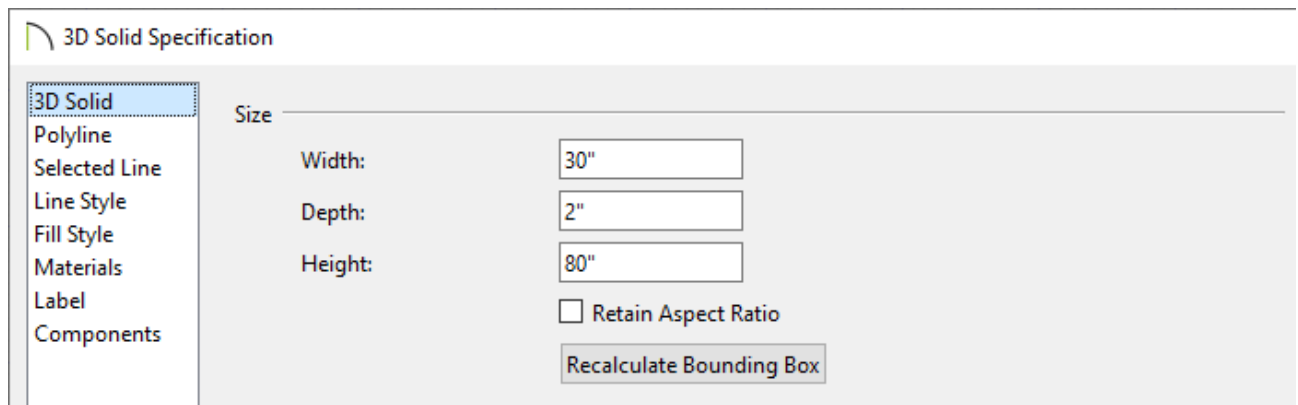 3D Solid Specification
3D Solid
Polyline
Selected Line
Line Style
Fill Style
Materials
Label
Components
Size
Width: 30"
Depth: 2"
Height: 80"
Retain Aspect Ratio
Recalculate Bounding Box